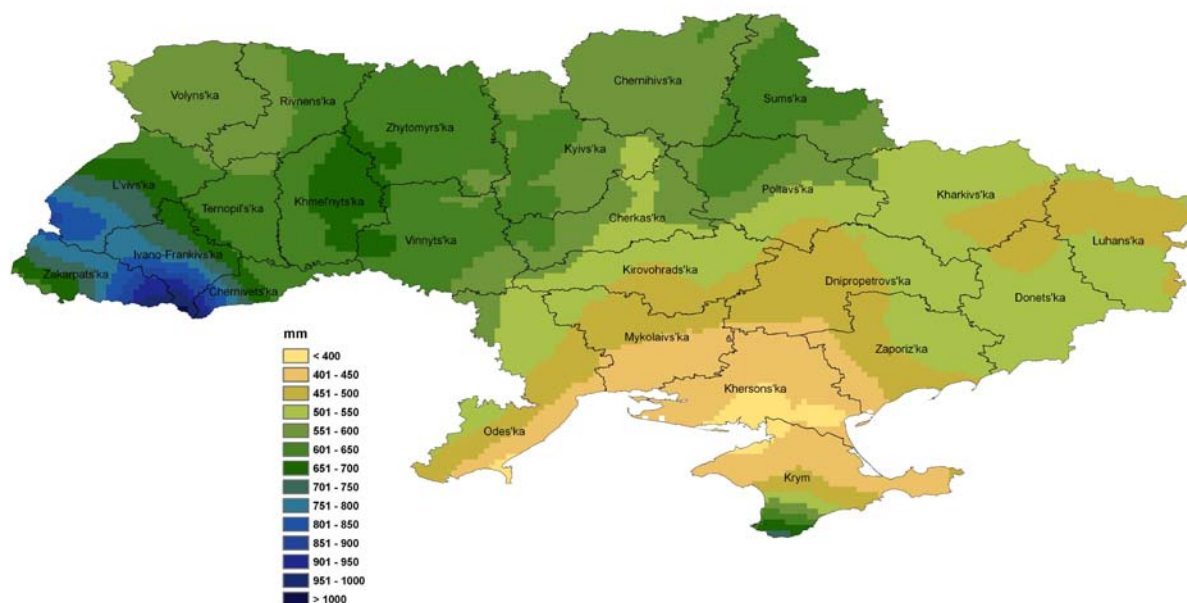 Chernihivs'ka
Volyns'ka
Rivnens'ka
Sums'ka
Zhytomyrs'ka
Kyivs'ka
L'vivs'ka
Ternopil's'ka
Khmel'nyts'ka
Poltavs'ka
Kharkivs'ka
Cherkas'ka
Vinnyts'ka
Luhans'ka
Ivano-Frankivs'ka
Zakarpats'ka
Kirovohrads'ka
Dnipropetrovs'ka
Chernivets'ka
Donets'ka
Mykolaivs'ka
Zaporiz'ka
Khersons'ka
Odes'ka
Krym
mm
< 400
401 - 450
451 - 500
501 - 550
551 - 600
601 - 650
651 - 700
701 - 750
751 - 800
801 - 850
851 - 900
901 - 950
951 - 1000
> 1000